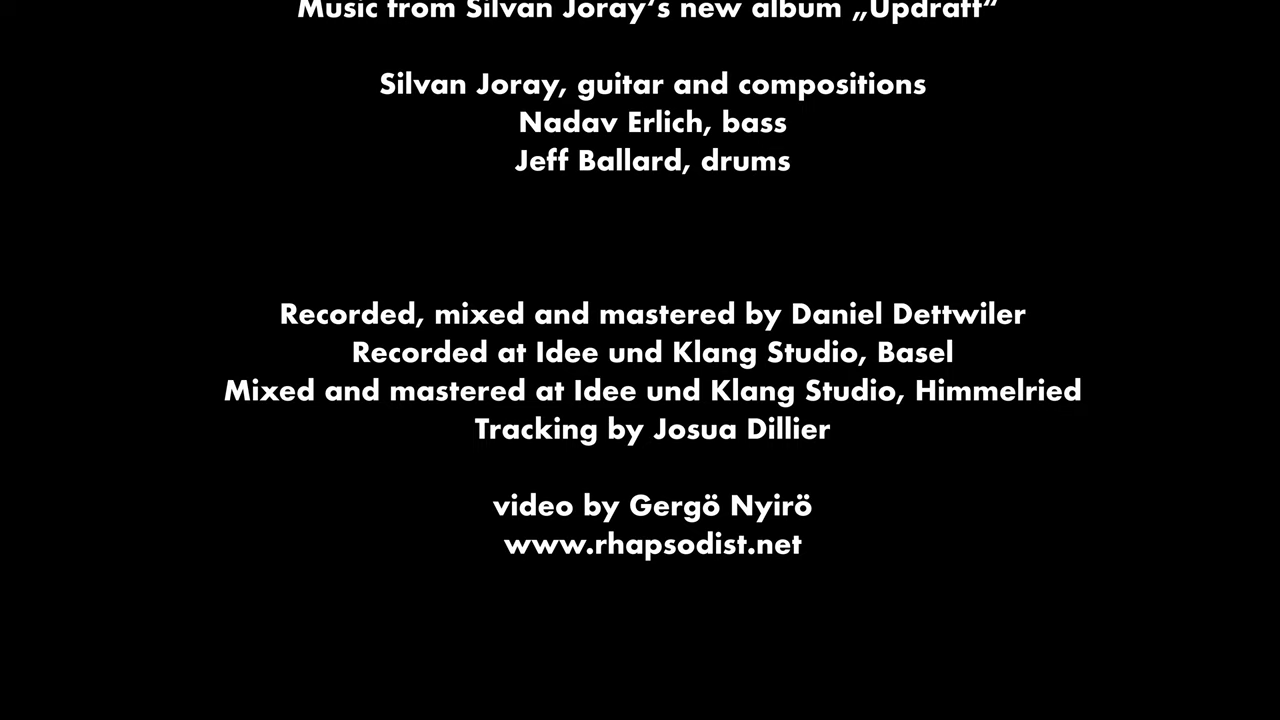 Music from Silvan Joray‘s new album „Updraft“
Silvan Joray, guitar and compositions
Nadav Erlich, bass
Jeff Ballard, drums
Recorded, mixed and mastered by Daniel Dettwiler
Recorded at Idee und Klang Studio, Basel
Mixed and mastered at Idee und Klang Studio, Himmelried
Tracking by Josua Dillier
video by Gergö Nyirö
www.rhapsodist.net